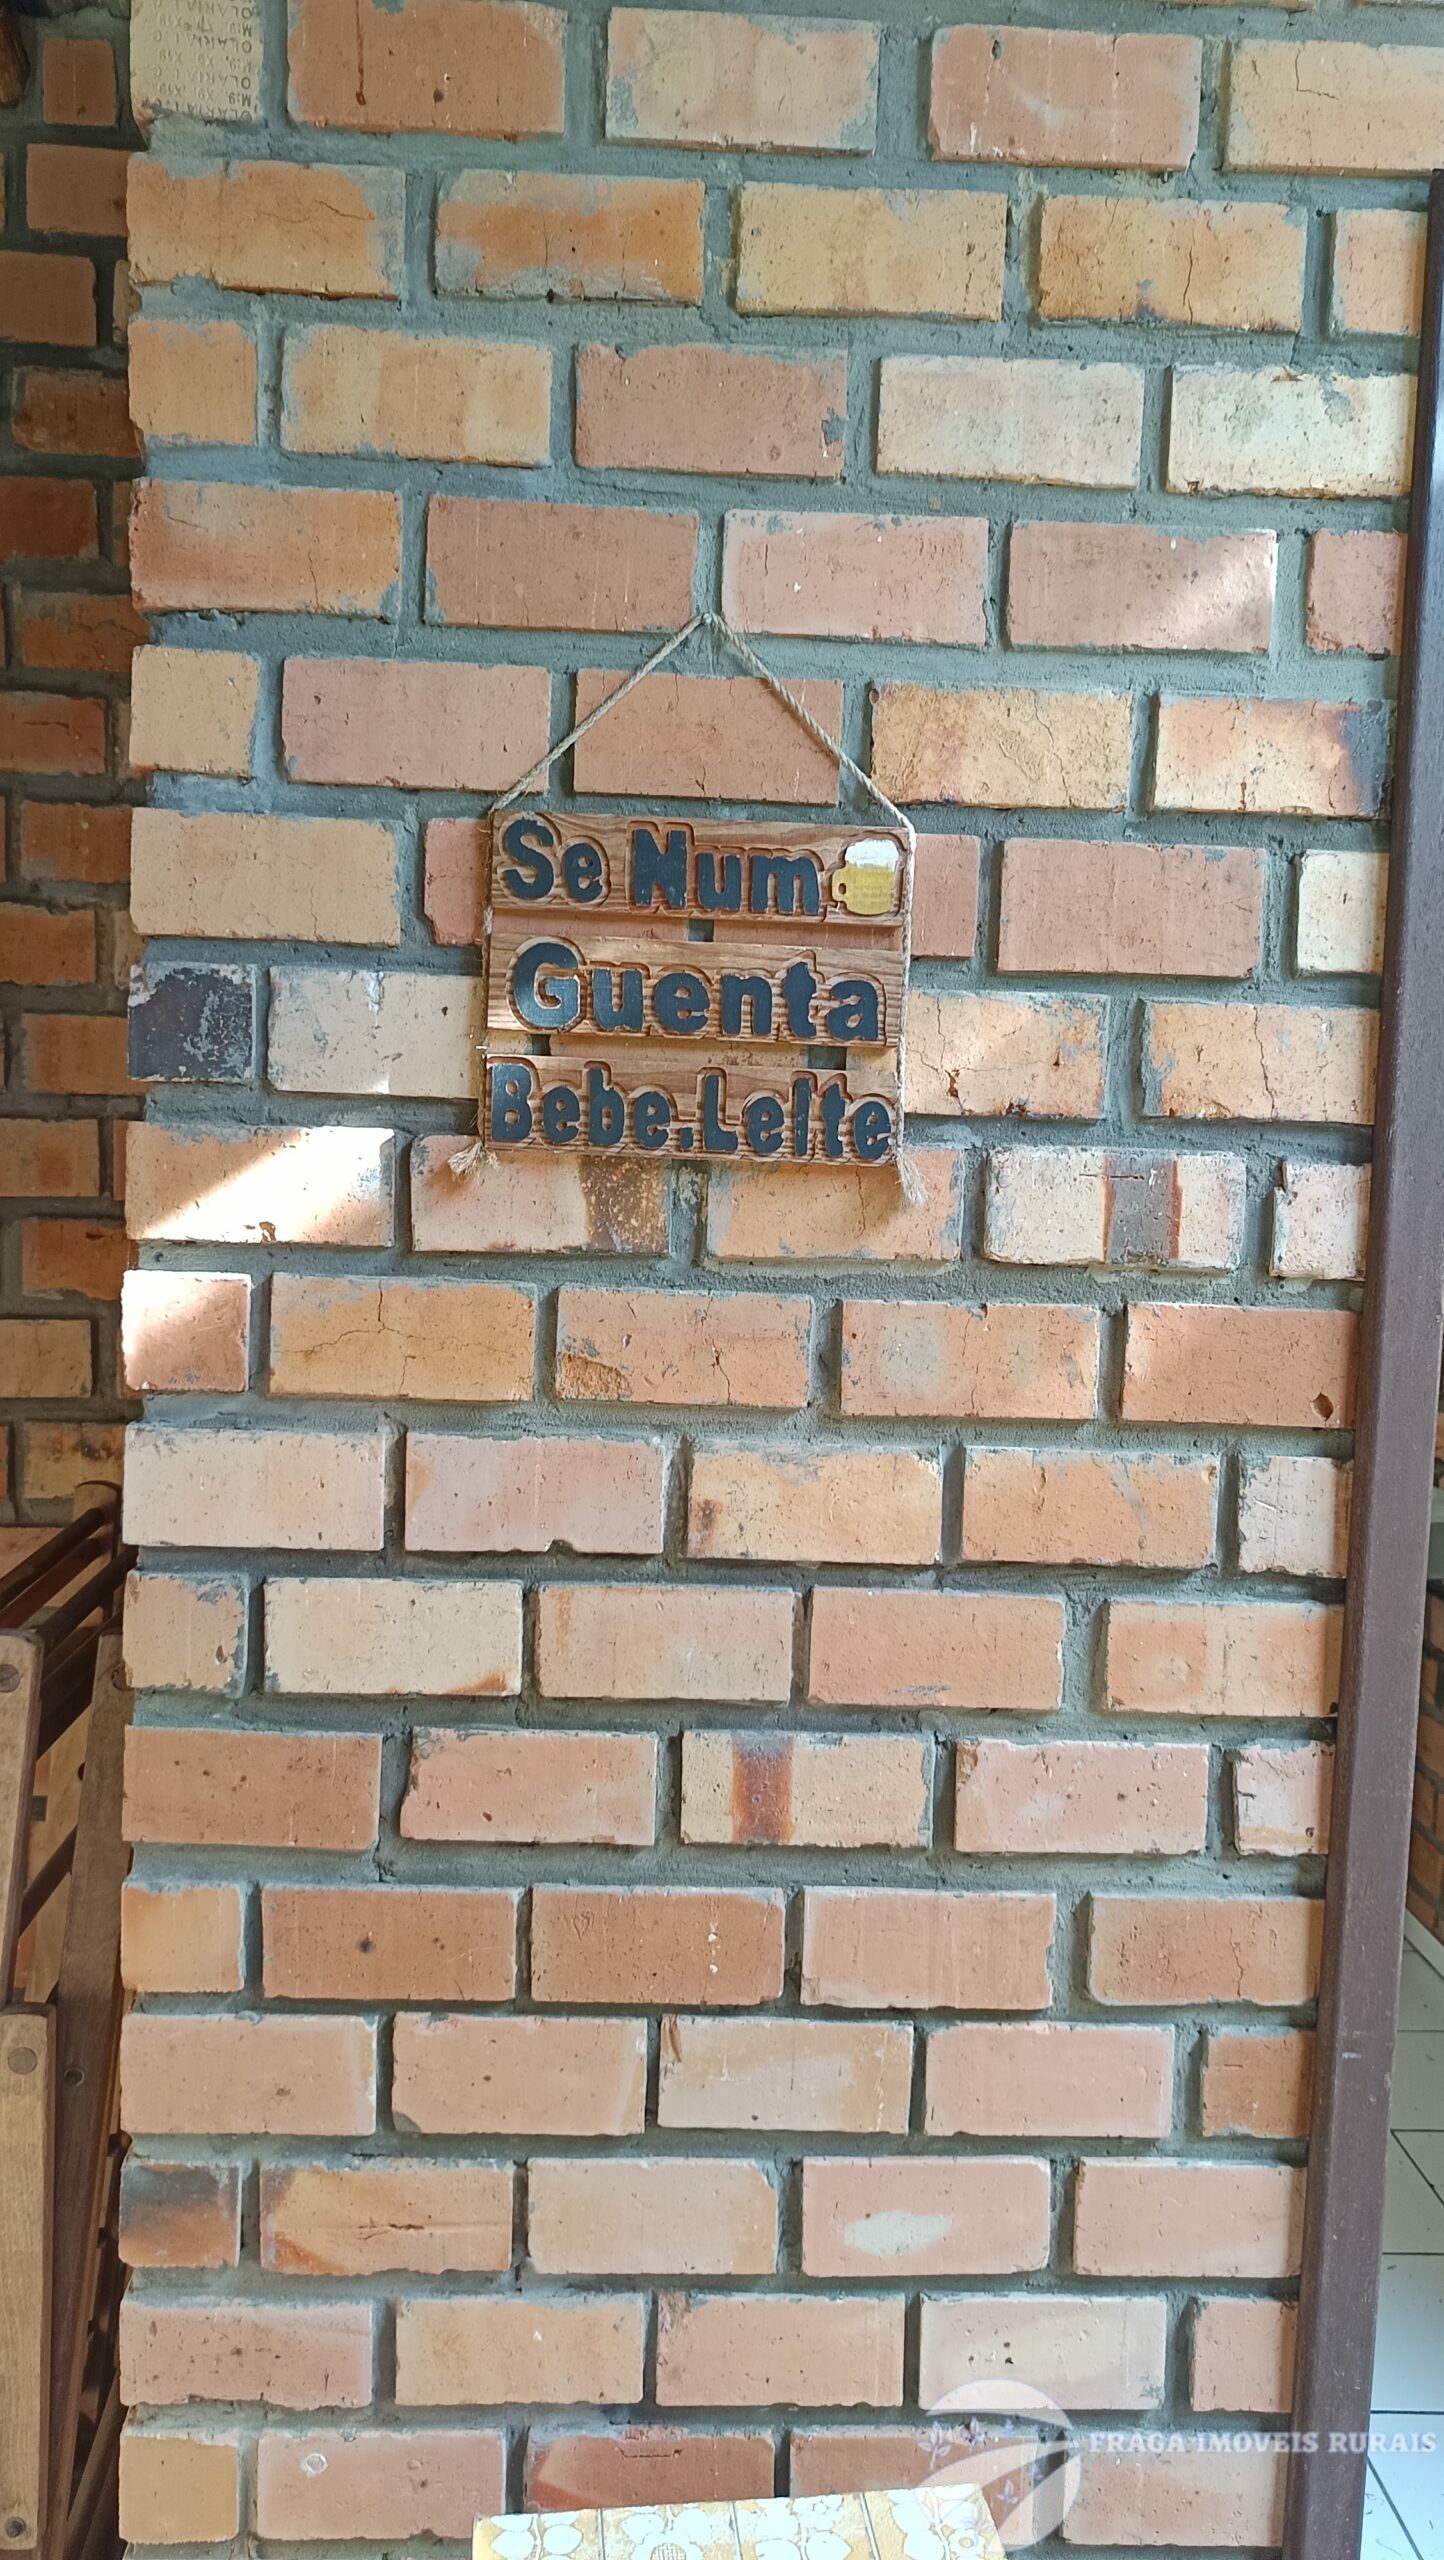 Se Num
Guenta
Bebe.Leite
FRAGA IMOVEIS RURAIS